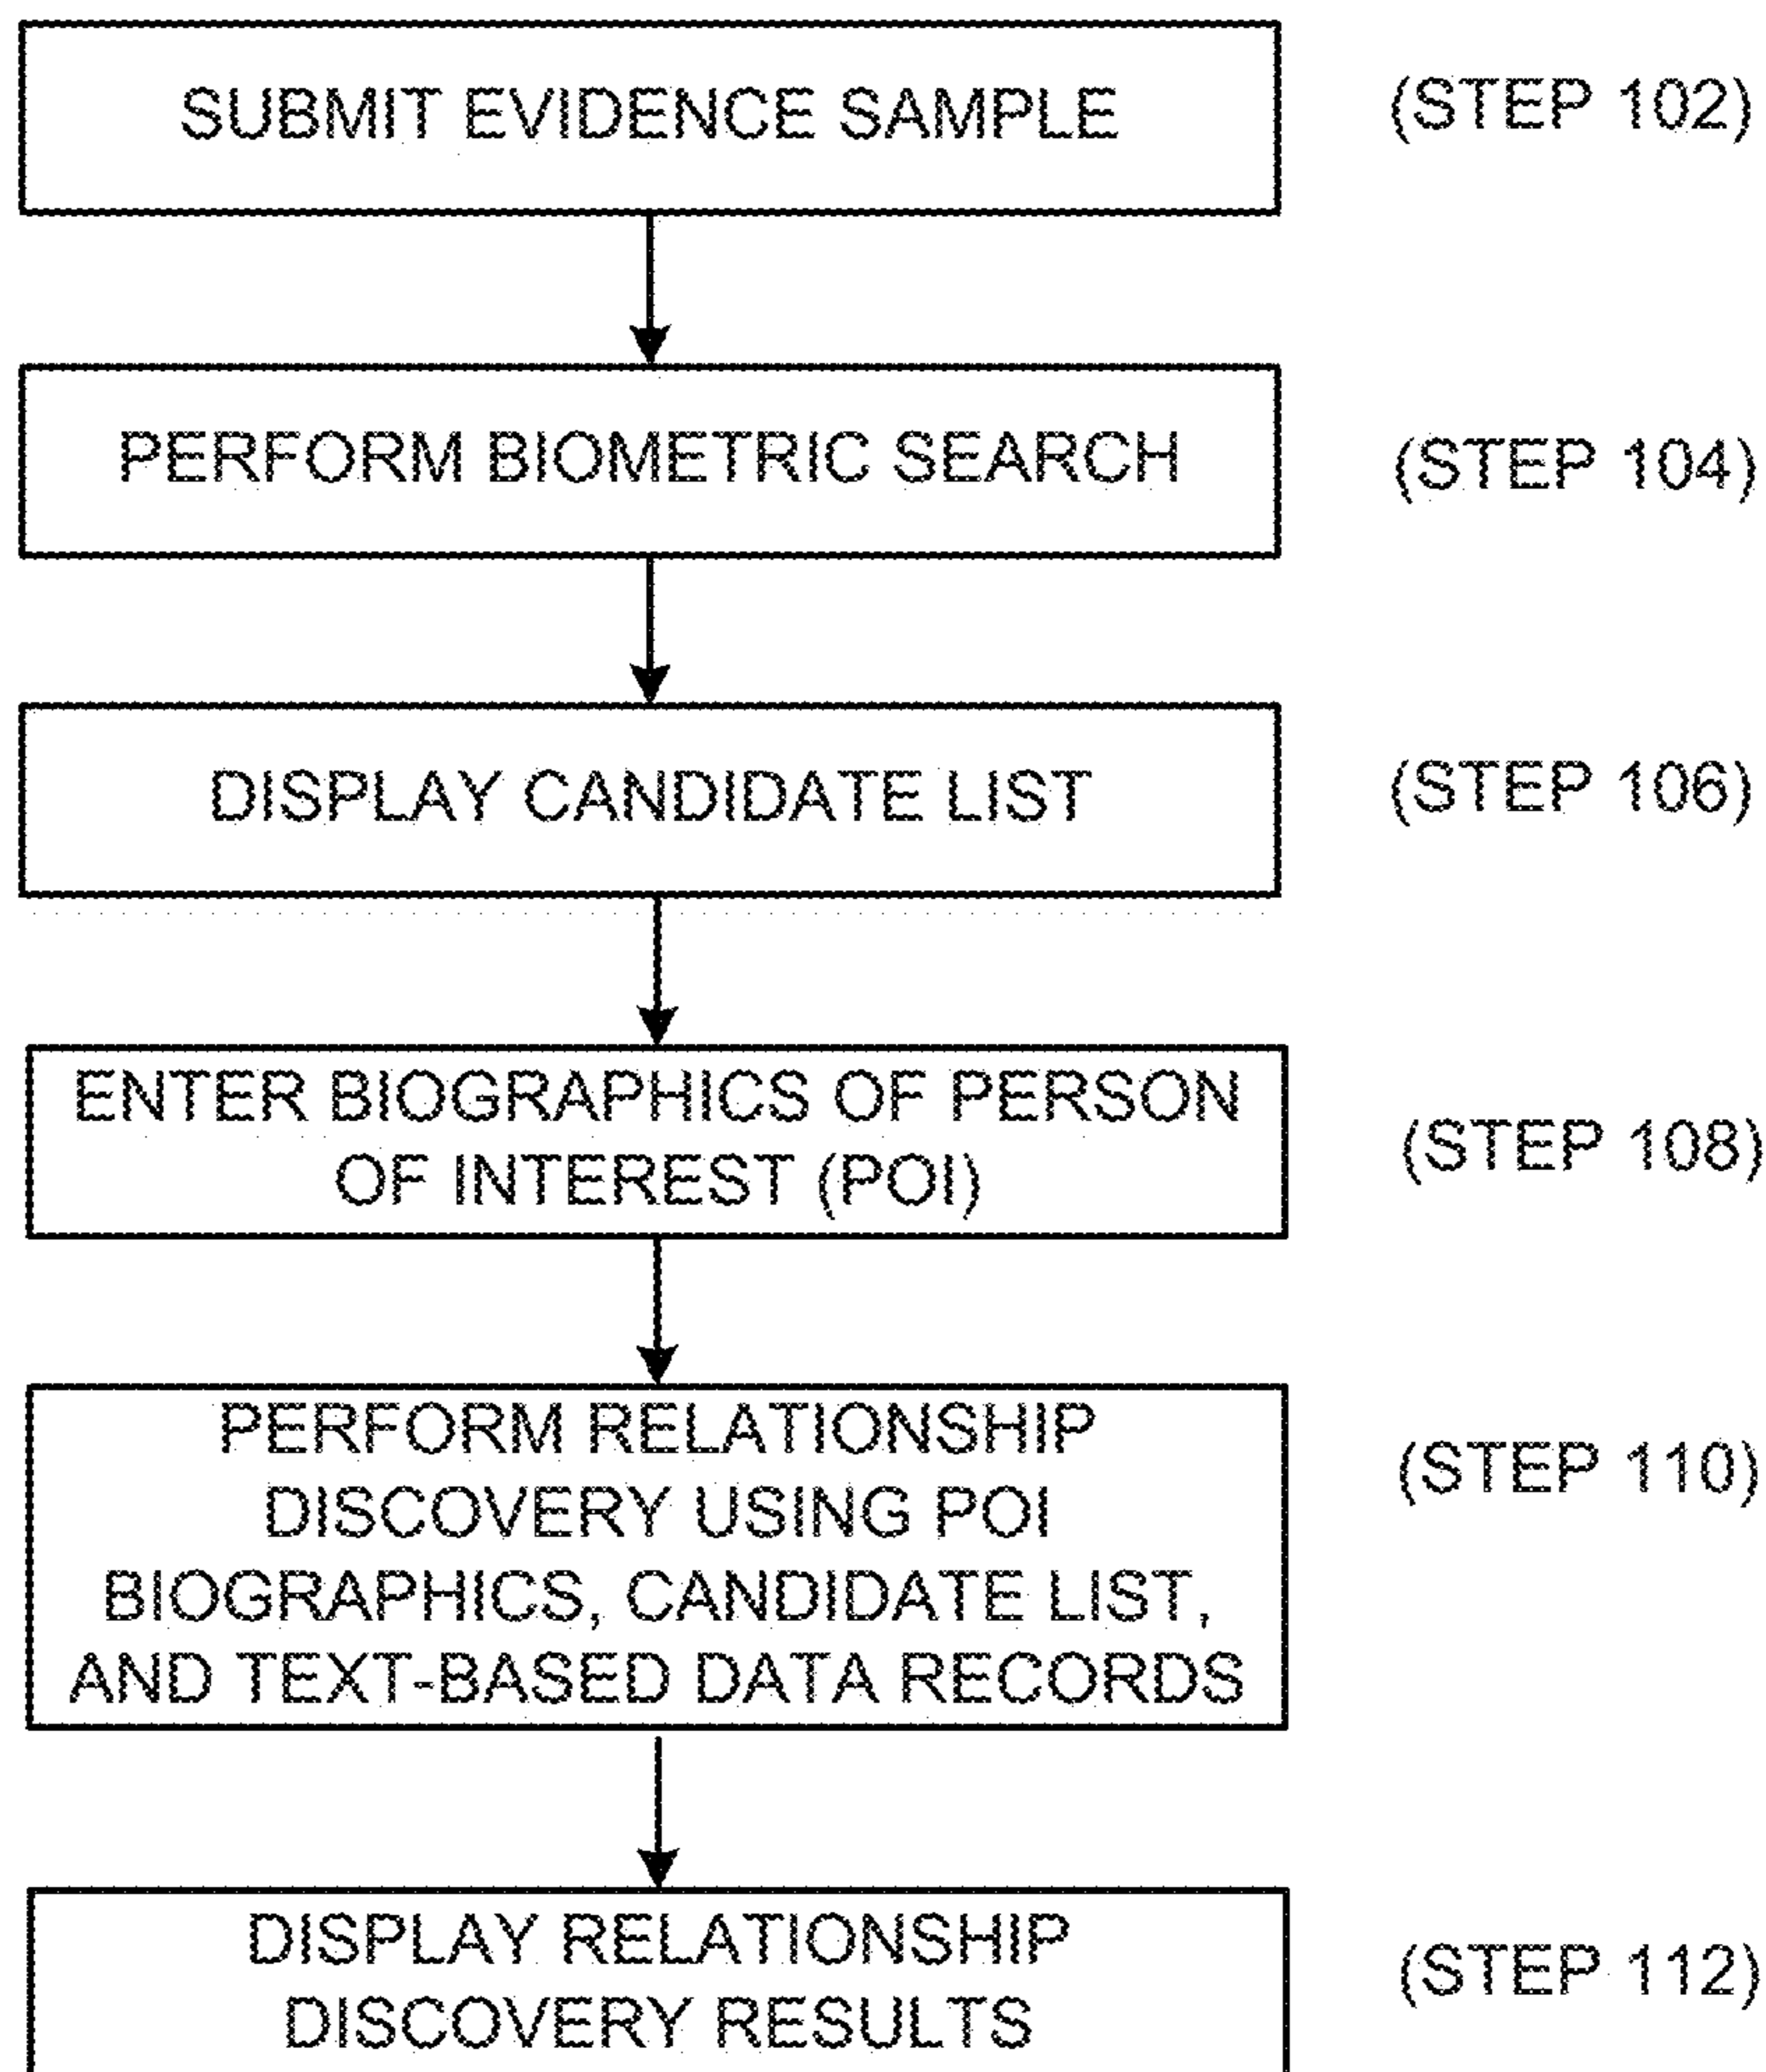 SUBMIT EVIDENCE SAMPLE
(STEP 102)
PERFORM BIOMETRIC SEARCH
(STEP 104)
DISPLAY CANDIDATE LIST
(STEP 106)
ENTER BIOGRAPHICS OF PERSON
OF INTEREST (POI)
(STEP 108)
PERFORM RELATIONSHIP
DISCOVERY USING POI
BIOGRAPHICS, CANDIDATE LIST,
AND TEXT-BASED DATA RECORDS
(STEP 110)
DISPLAY RELATIONSHIP
DISCOVERY RESULTS
(STEP 112)